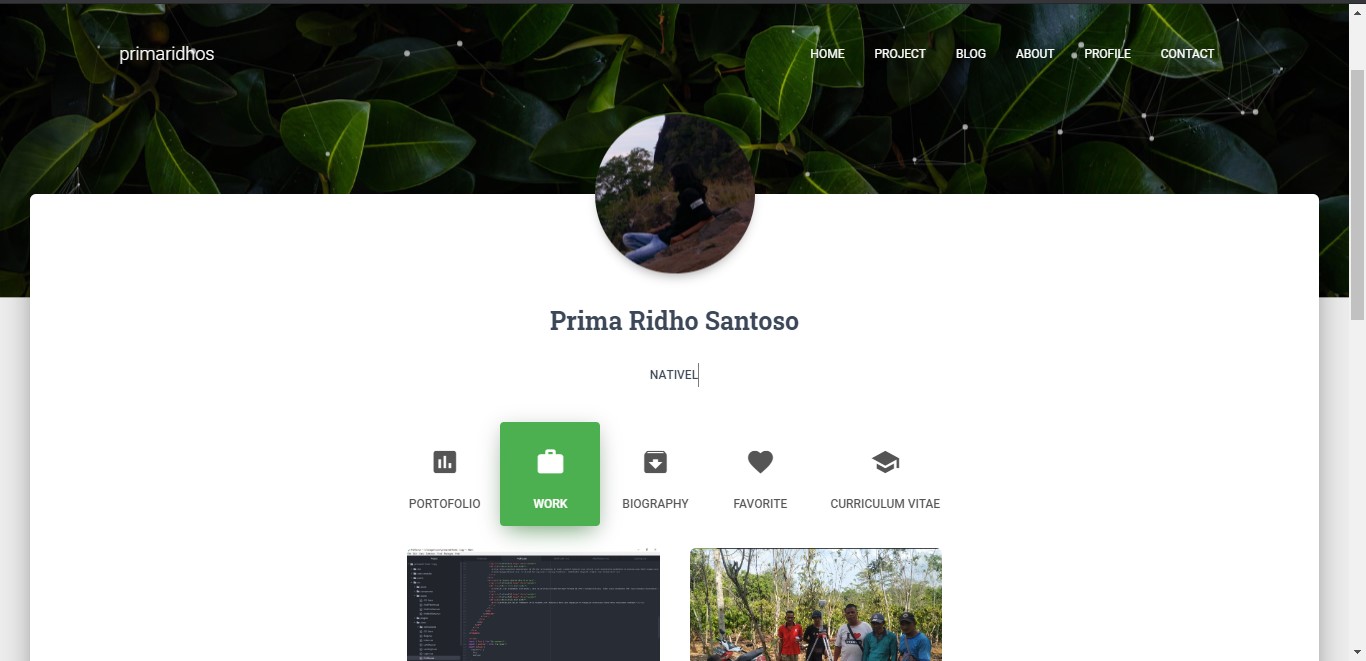 primaridhos
HOME PROJECT BLOG ABOUT PROFILE CONTACT
Prima Ridho Santoso
NATIVEL
PORTOFOLIO WORK BIOGRAPHY FAVORITE CURRICULUM VITAE